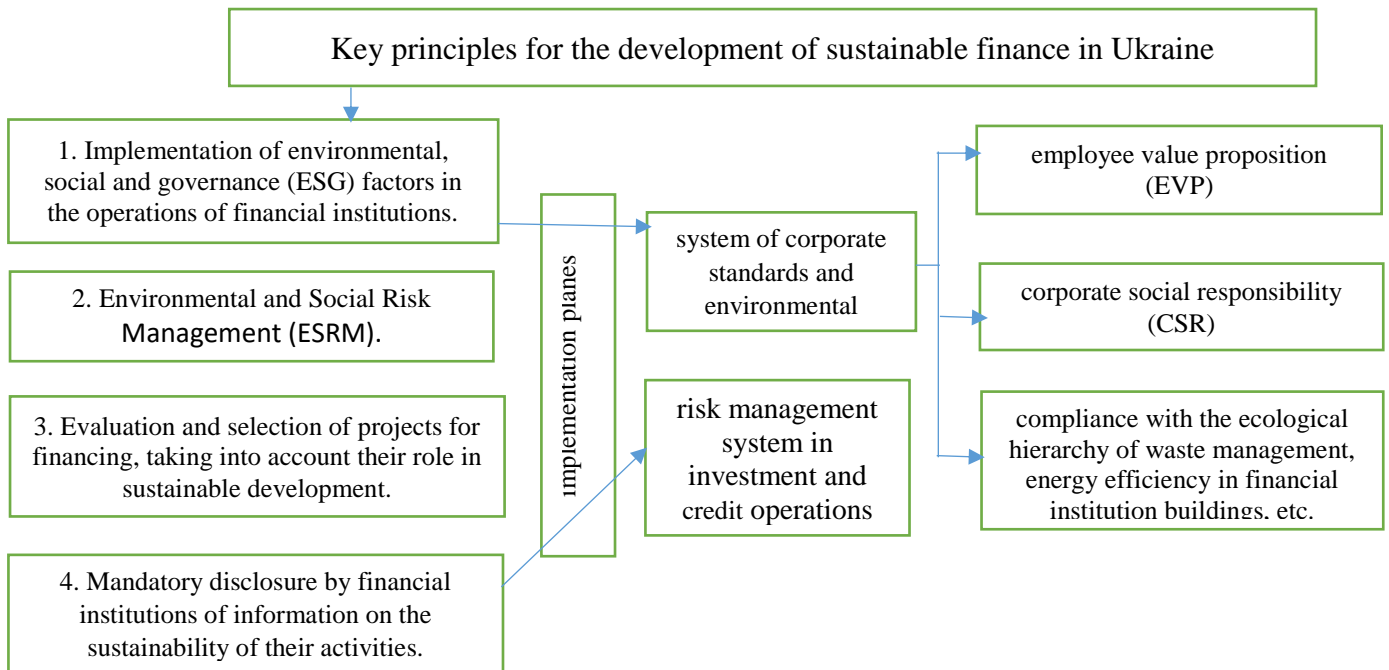 Key principles for the development of sustainable finance in Ukraine
1. Implementation of environmental,
social and governance (ESG) factors in
the operations of financial institutions.
2. Environmental and Social Risk
Management (ESRM).
3. Evaluation and selection of projects for
financing, taking into account their role in
sustainable development.
4. Mandatory disclosure by financial
institutions of information on the
sustainability of their activities.
implementation planes
system of corporate
standards and
environmental
risk management
system in
investment and
credit operations
employee value proposition
(EVP)
corporate social responsibility
(CSR)
compliance with the ecological
hierarchy of waste management,
energy efficiency in financial
institution buildings, etc.